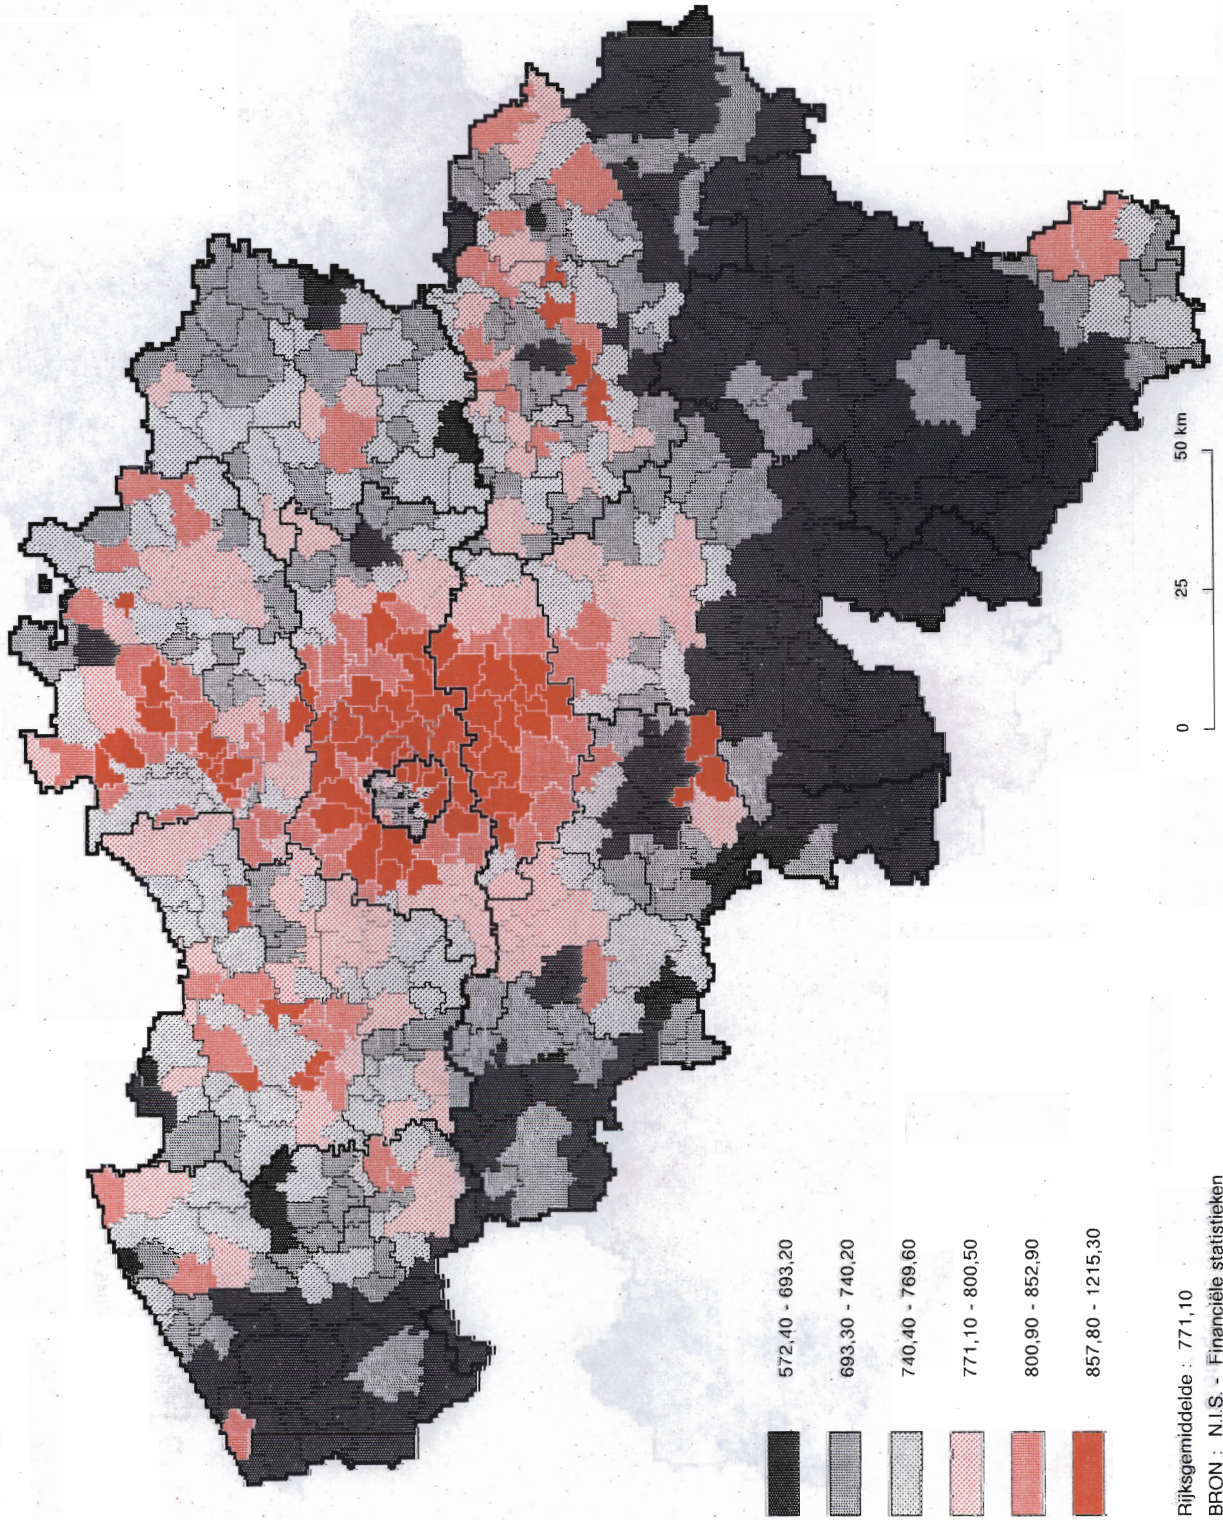 572,40 - 693,20
693,30 - 740,20
740,40 - 769,60
771,10 - 800,50
800,90 - 852,90
857,80 - 1215,30
0 25 50 km
Rijksgemiddelde : 771,10
BRON : N.I.S. - Financiële statistieken